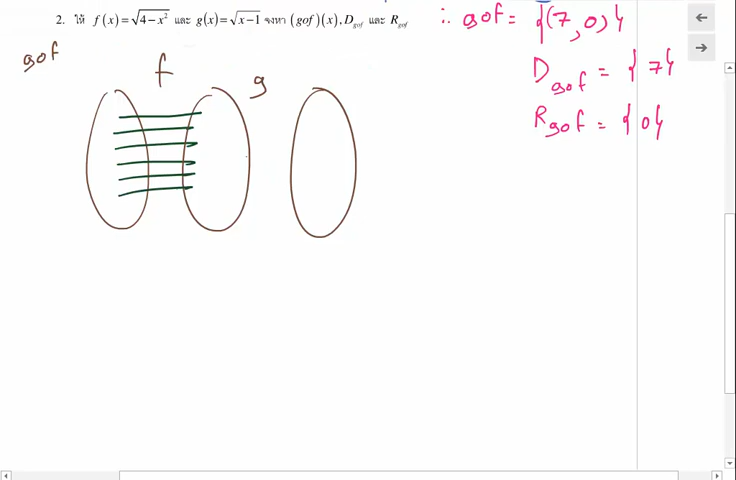 2. ให้ f(x)=√(4−x²) และ g(x)=√(x−1) จงหา (gof)(x), D_gof และ R_gof
∴ gof = {(7,0)}
D_gof = {7}
R_gof = {0}
gof
f
g